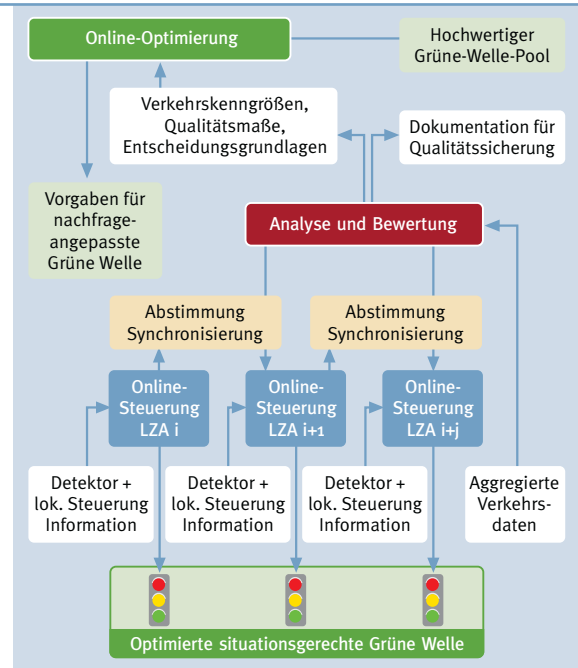 Online-Optimierung
Hochwertiger
Grüne-Welle-Pool
Verkehrskenngrößen,
Qualitätsmaße,
Entscheidungsgrundlagen
Dokumentation für
Qualitätssicherung
Vorgaben für
nachfrage-
angepasste
Grüne Welle
Analyse und Bewertung
Abstimmung
Synchronisierung
Abstimmung
Synchronisierung
Online-
Steuerung
LZA i
Online-
Steuerung
LZA i+1
Online-
Steuerung
LZA i+j
Detektor +
lok. Steuerung
Information
Detektor +
lok. Steuerung
Information
Detektor +
lok. Steuerung
Information
Aggregierte
Verkehrs-
daten
Optimierte situationsgerechte Grüne Welle